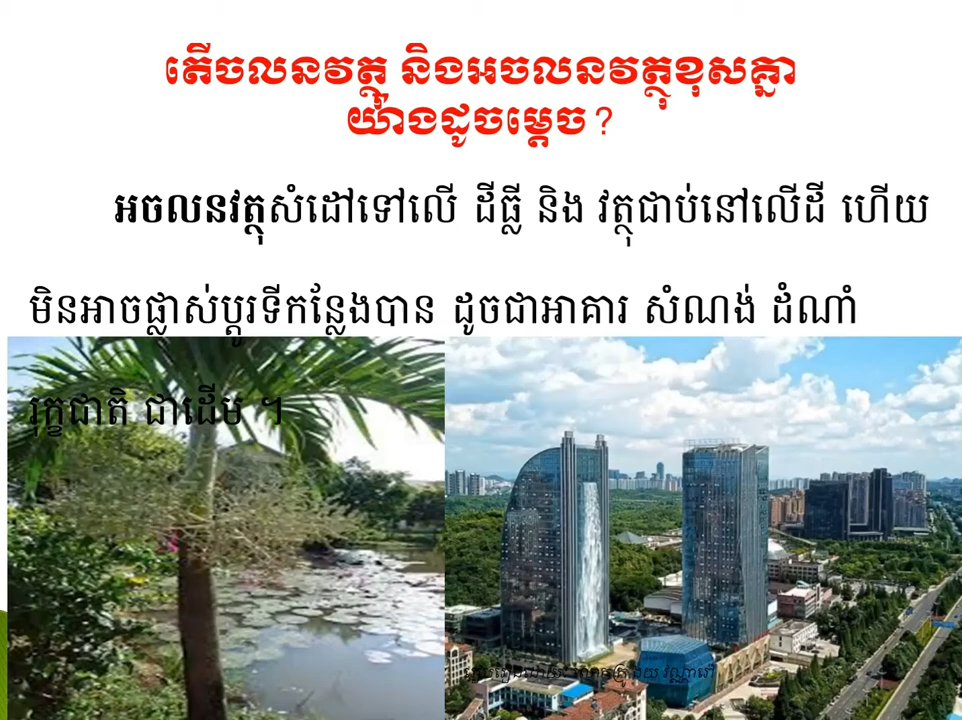 តើចលនវត្ថុ និងអចលនវត្ថុខុសគ្នា
យ៉ាងដូចម្ដេច?
អចលនវត្ថុសំដៅទៅលើ ដីធ្លី និង វត្ថុជាប់នៅលើដី ហើយ
មិនអាចផ្លាស់ប្ដូរទីកន្លែងបាន ដូចជាអាគារ សំណង់ ដំណាំ
រុក្ខជាតិ ជាដើម ។